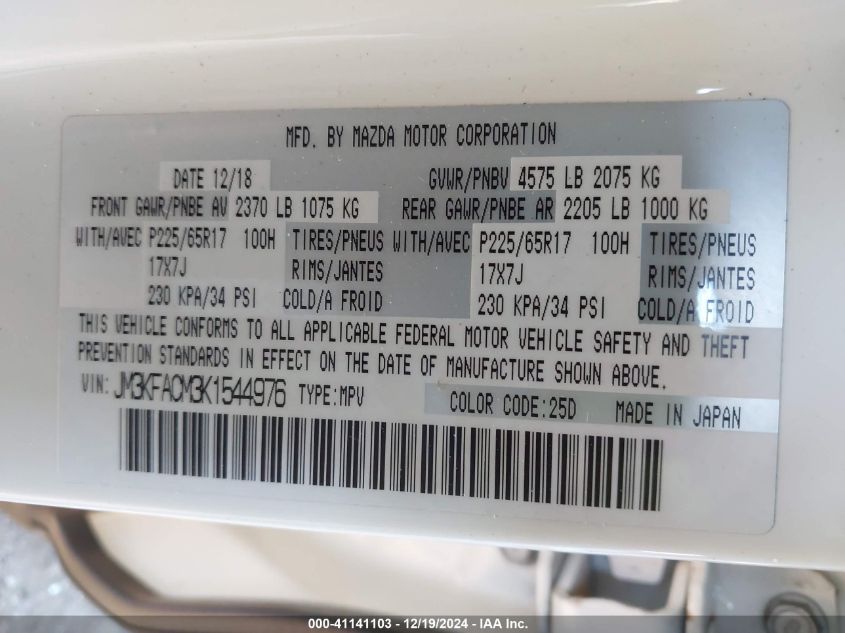 MFD. BY MAZDA MOTOR CORPORATION
DATE 12/18 GVWR/PNBV 4575 LB 2075 KG
FRONT GAWR/PNBE AV 2370 LB 1075 KG REAR GAWR/PNBE AR 2205 LB 1000 KG
WITH/AVEC P225/65R17 100H TIRES/PNEUS WITH/AVEC P225/65R17 100H TIRES/PNEUS
17X7J RIMS/JANTES 17X7J RIMS/JANTES
230 KPA/34 PSI COLD/A FROID 230 KPA/34 PSI COLD/A FROID
THIS VEHICLE CONFORMS TO ALL APPLICABLE FEDERAL MOTOR VEHICLE SAFETY AND THEFT
PREVENTION STANDARDS IN EFFECT ON THE DATE OF MANUFACTURE SHOWN ABOVE.
VIN: JM3KFACM3K1544976 TYPE:MPV COLOR CODE:25D MADE IN JAPAN
000-41141103 - 12/19/2024 - IAA Inc.